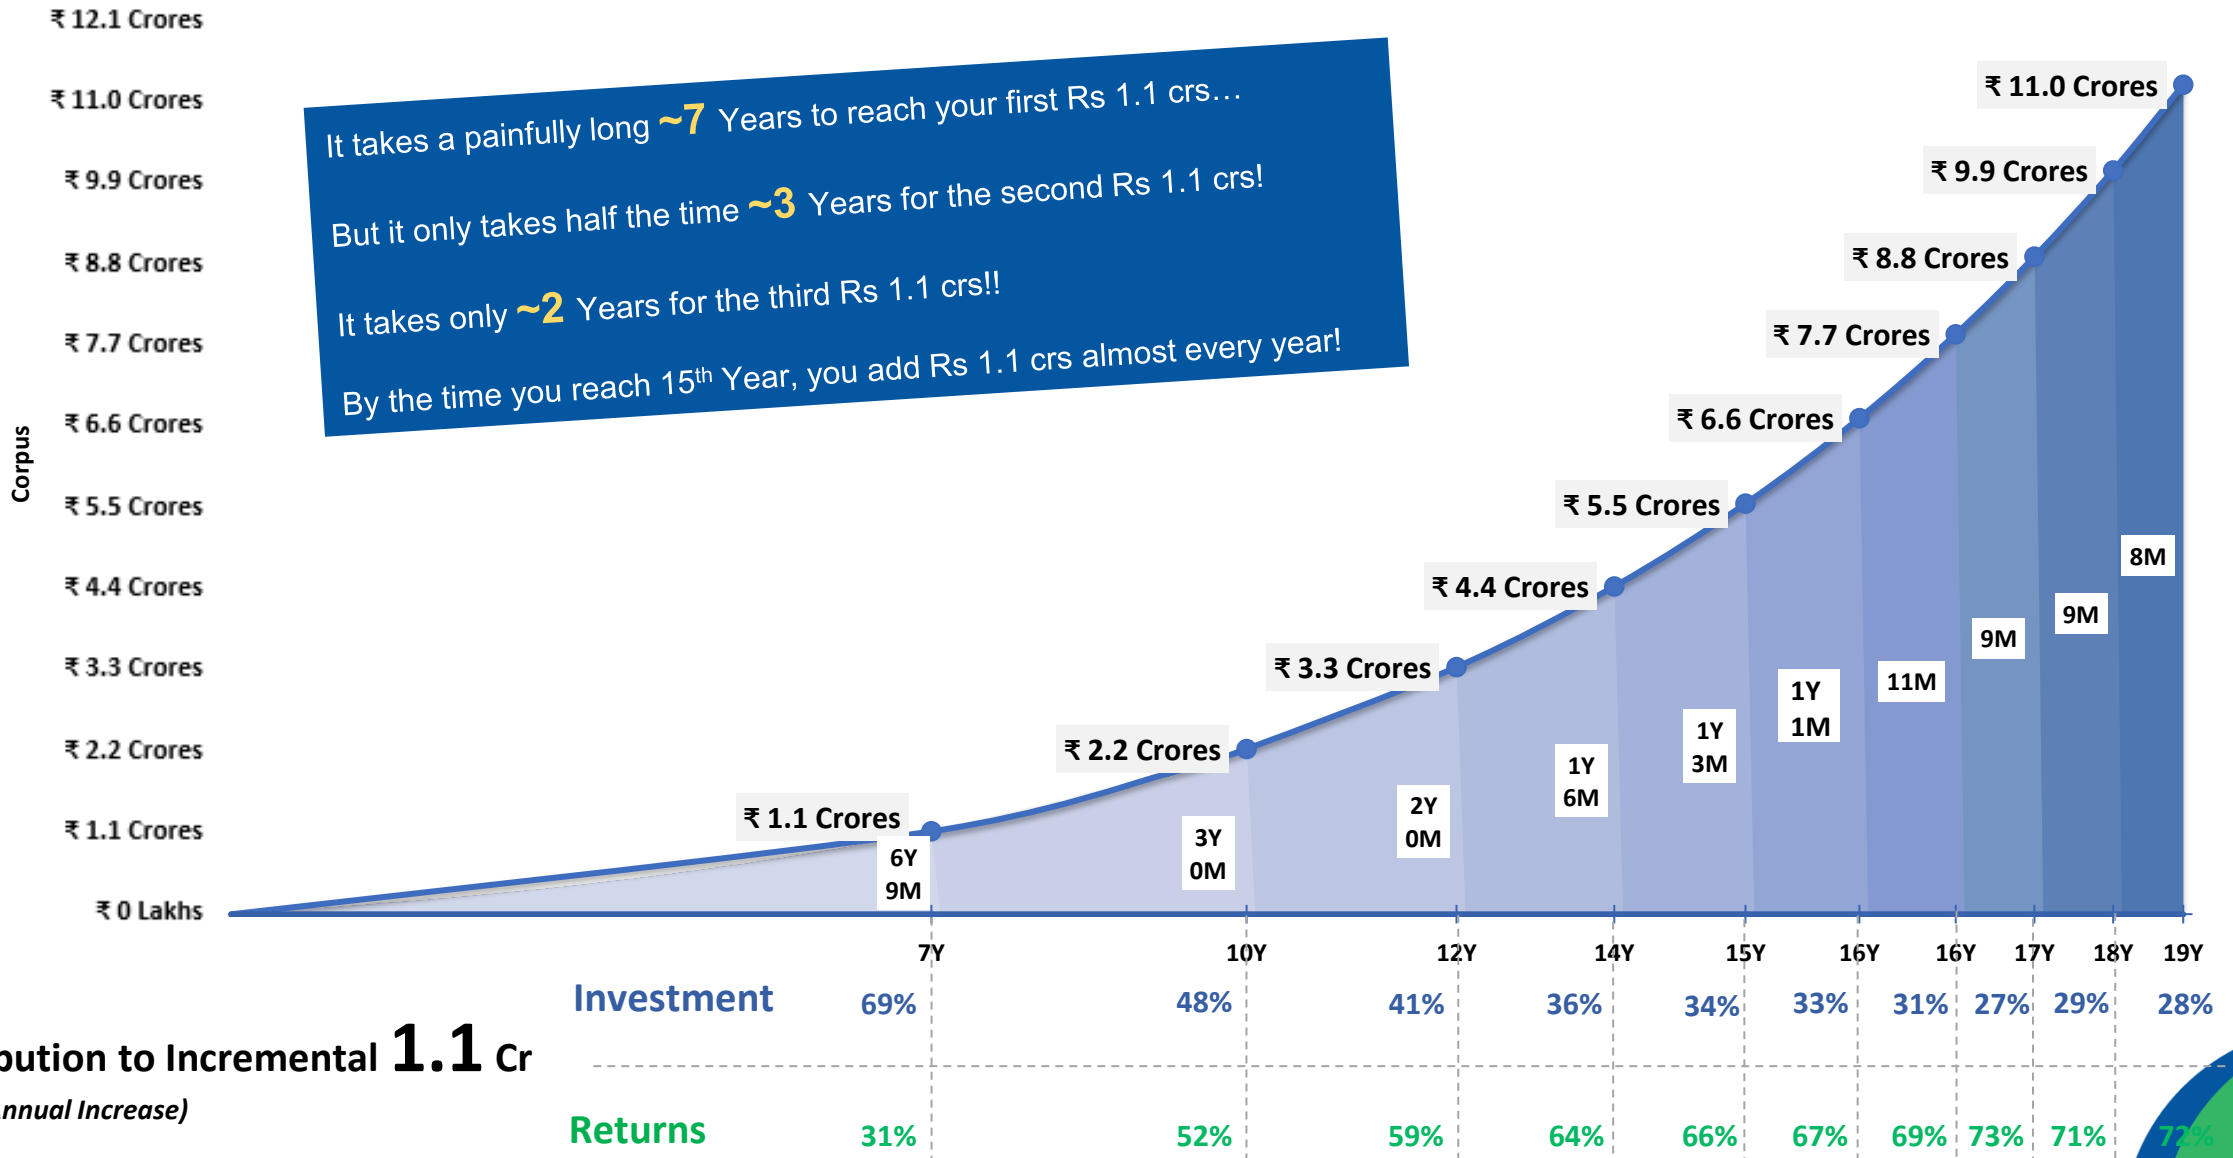 ₹ 12.1 Crores
₹ 11.0 Crores
₹ 9.9 Crores
₹ 8.8 Crores
₹ 7.7 Crores
₹ 6.6 Crores
₹ 5.5 Crores
₹ 4.4 Crores
₹ 3.3 Crores
₹ 2.2 Crores
₹ 1.1 Crores
₹ 0 Lakhs
Corpus
It takes a painfully long ~7 Years to reach your first Rs 1.1 crs...
But it only takes half the time ~3 Years for the second Rs 1.1 crs!
It takes only ~2 Years for the third Rs 1.1 crs!!
By the time you reach 15th Year, you add Rs 1.1 crs almost every year!
₹ 1.1 Crores
₹ 2.2 Crores
₹ 3.3 Crores
₹ 4.4 Crores
₹ 5.5 Crores
₹ 6.6 Crores
₹ 7.7 Crores
₹ 8.8 Crores
₹ 9.9 Crores
₹ 11.0 Crores
6Y
9M
3Y
0M
2Y
0M
1Y
6M
1Y
3M
1Y
1M
11M
9M
9M
8M
7Y 10Y 12Y 14Y 15Y 16Y 16Y 17Y 18Y 19Y
Investment 69% 48% 41% 36% 34% 33% 31% 27% 29% 28%
to Incremental 1.1 Cr
Increase)
Returns 31% 52% 59% 64% 66% 67% 69% 73% 71% 72%